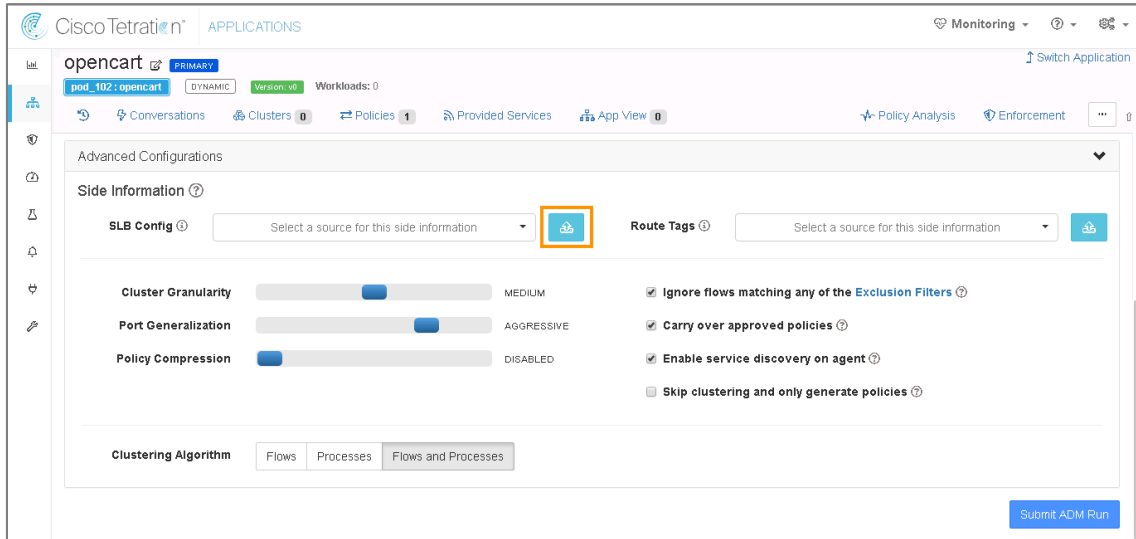 Cisco Tetration™ APPLICATIONS Monitoring
opencart PRIMARY Switch Application
pod_102 : opencart DYNAMIC Version: v0 Workloads: 0
Conversations Clusters 0 Policies 1 Provided Services App View 0 Policy Analysis Enforcement ...
Advanced Configurations
Side Information
SLB Config Select a source for this side information Route Tags Select a source for this side information
Cluster Granularity MEDIUM Ignore flows matching any of the Exclusion Filters
Port Generalization AGGRESSIVE Carry over approved policies
Policy Compression DISABLED Enable service discovery on agent
Skip clustering and only generate policies
Clustering Algorithm Flows Processes Flows and Processes
Submit ADM Run